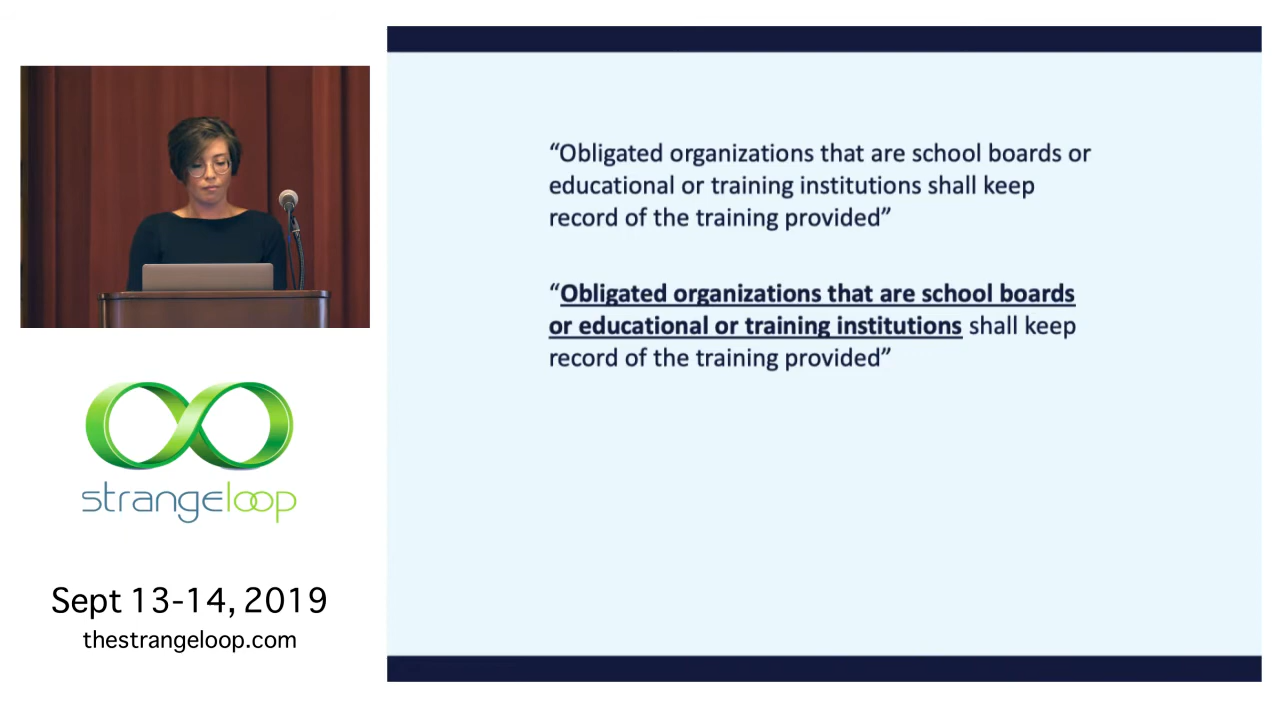 “Obligated organizations that are school boards or
educational or training institutions shall keep
record of the training provided”
“Obligated organizations that are school boards
or educational or training institutions shall keep
record of the training provided”
strangeloop
Sept 13-14, 2019
thestrangeloop.com